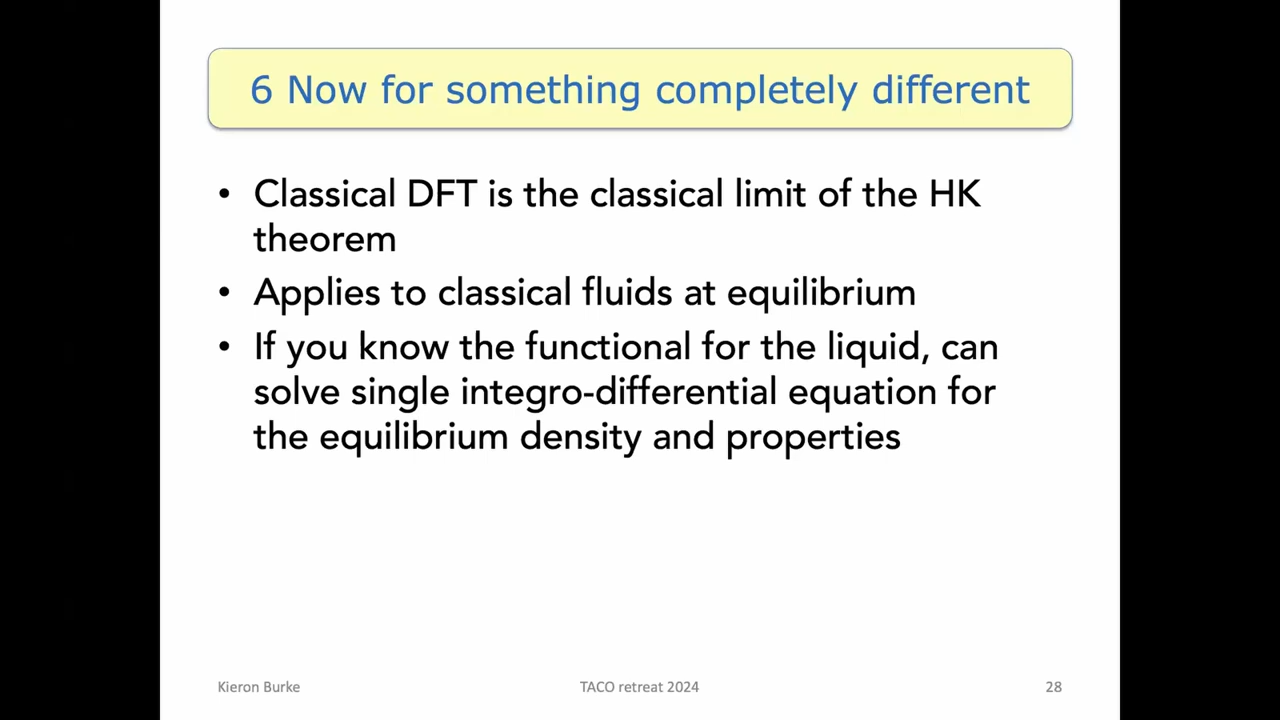 6 Now for something completely different
• Classical DFT is the classical limit of the HK
theorem
• Applies to classical fluids at equilibrium
• If you know the functional for the liquid, can
solve single integro-differential equation for
the equilibrium density and properties
Kieron Burke
TACO retreat 2024
28